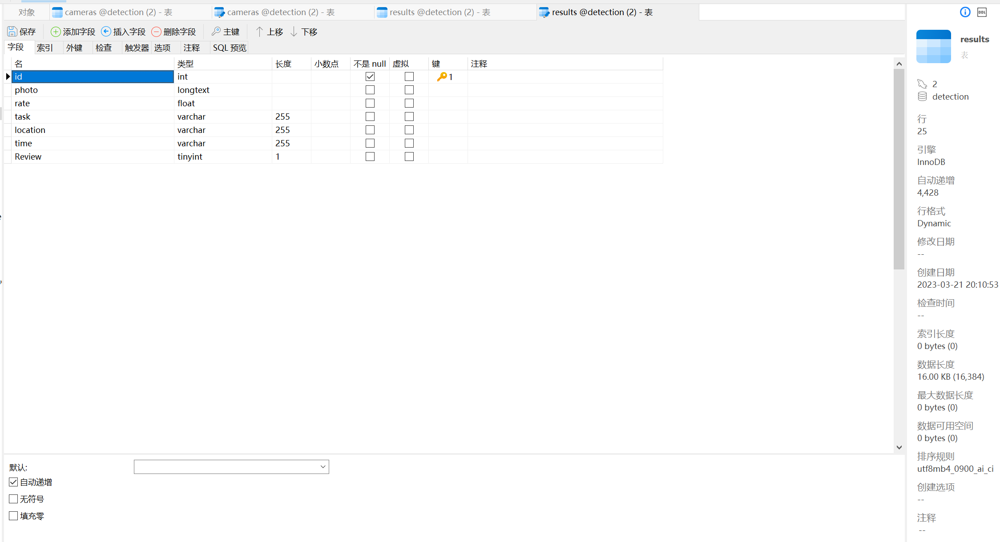 对象 cameras @detection (2) - 表 cameras @detection (2) - 表 results @detection (2) - 表 results @detection (2) - 表
保存 添加字段 插入字段 删除字段 主键 上移 下移
字段 索引 外键 检查 触发器 选项 注释 SQL 预览
名 类型 长度 小数点 不是 null 虚拟 键 注释
id int 1
photo longtext
rate float
task varchar 255
location varchar 255
time varchar 255
Review tinyint 1
默认:
自动递增
无符号
填充零
DDL
results
表
2
detection
行
25
引擎
InnoDB
自动递增
4,428
行格式
Dynamic
修改日期
--
创建日期
2023-03-21 20:10:53
检查时间
--
索引长度
0 bytes (0)
数据长度
16.00 KB (16,384)
最大数据长度
0 bytes (0)
数据可用空间
0 bytes (0)
排序规则
utf8mb4_0900_ai_ci
创建选项
--
注释
--